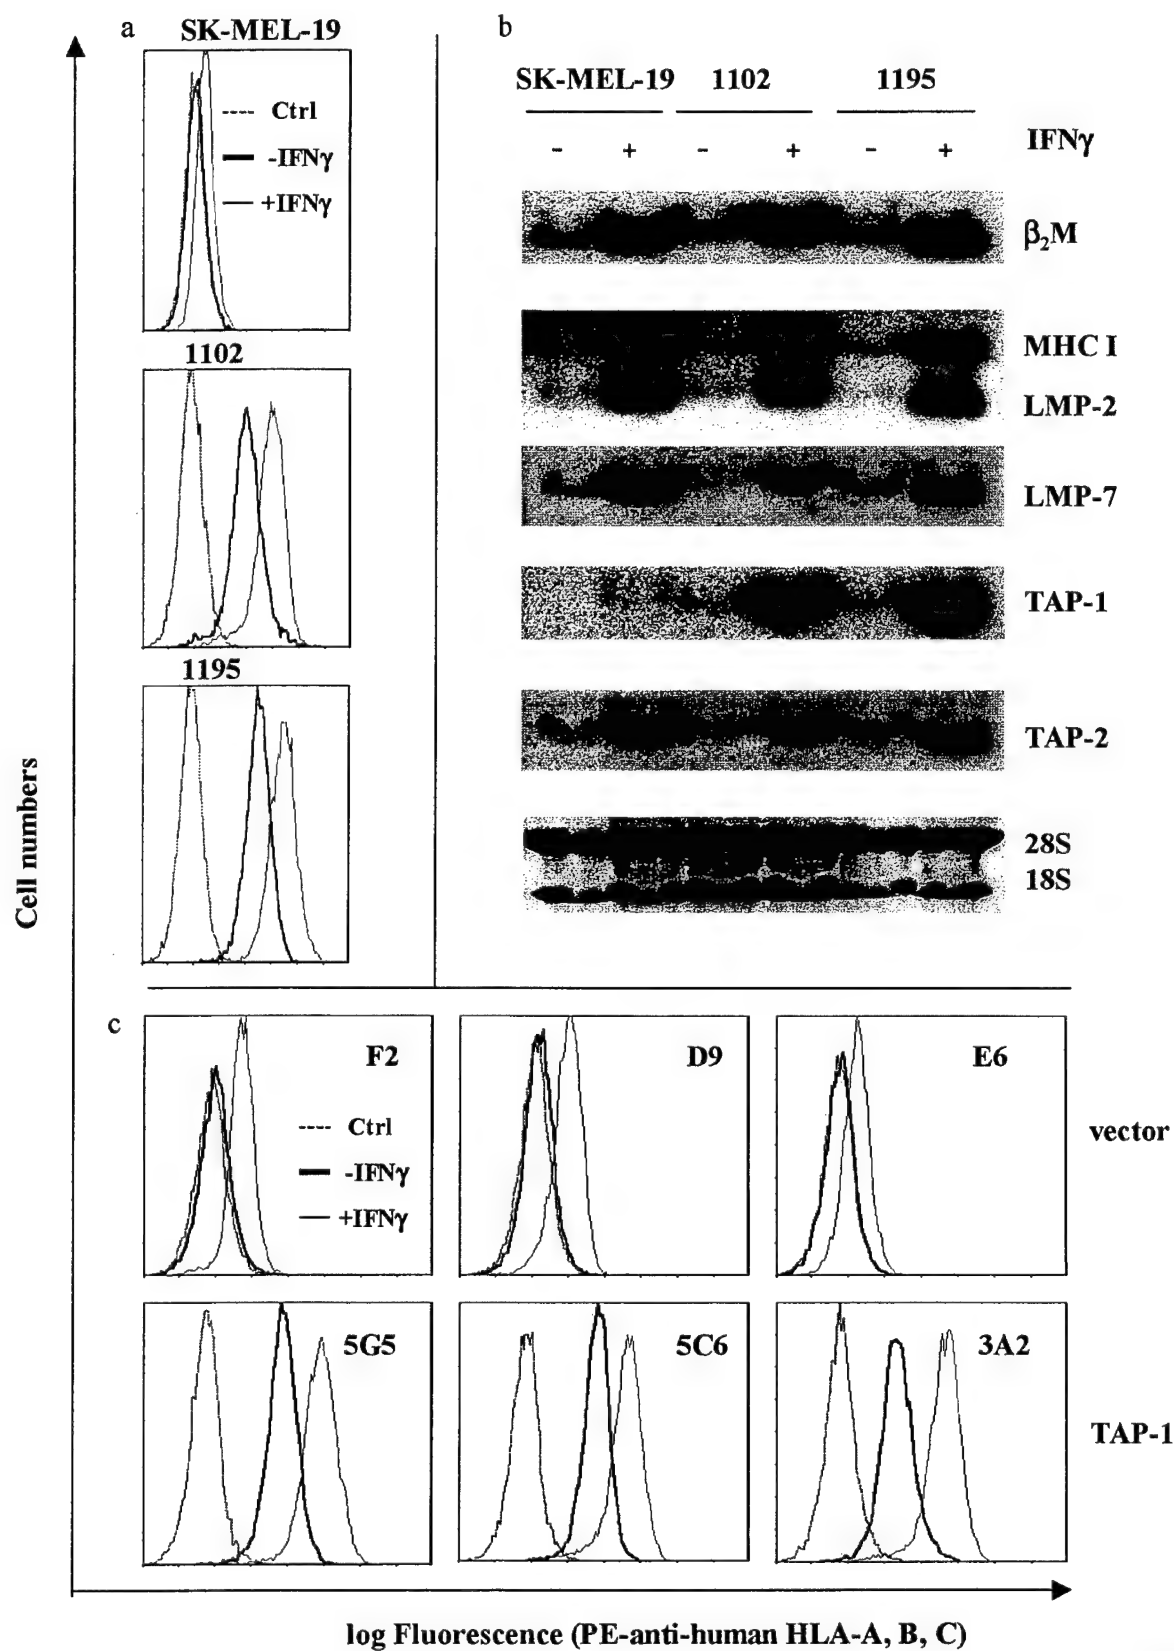 a
SK-MEL-19
Ctrl
-IFNγ
+IFNγ
1102
1195
Cell numbers
b
SK-MEL-19 1102 1195
- + - + - + IFNγ
β₂M
MHC I
LMP-2
LMP-7
TAP-1
TAP-2
28S
18S
c
F2 D9 E6
Ctrl
-IFNγ
+IFNγ
vector
5G5 5C6 3A2
TAP-1
log Fluorescence (PE-anti-human HLA-A, B, C)